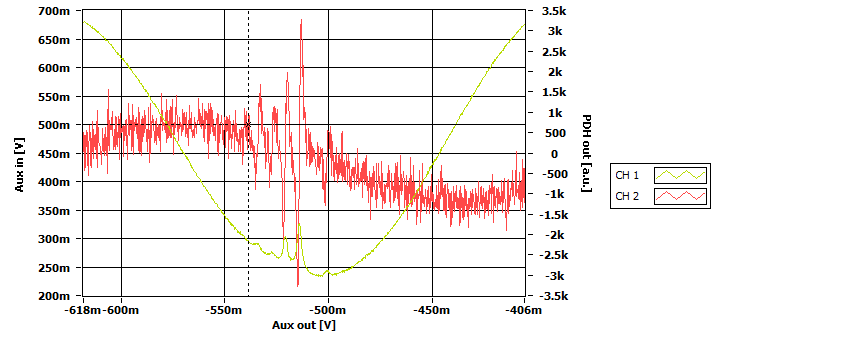 700m
650m
600m
550m
500m
450m
400m
350m
300m
250m
200m
Aux in [V]
3.5k
3k
2.5k
2k
1.5k
1k
500
0
-500
-1k
-1.5k
-2k
-2.5k
-3k
-3.5k
PDH out [a.u.]
-618m -600m -550m -500m -450m -406m
Aux out [V]
CH 1
CH 2